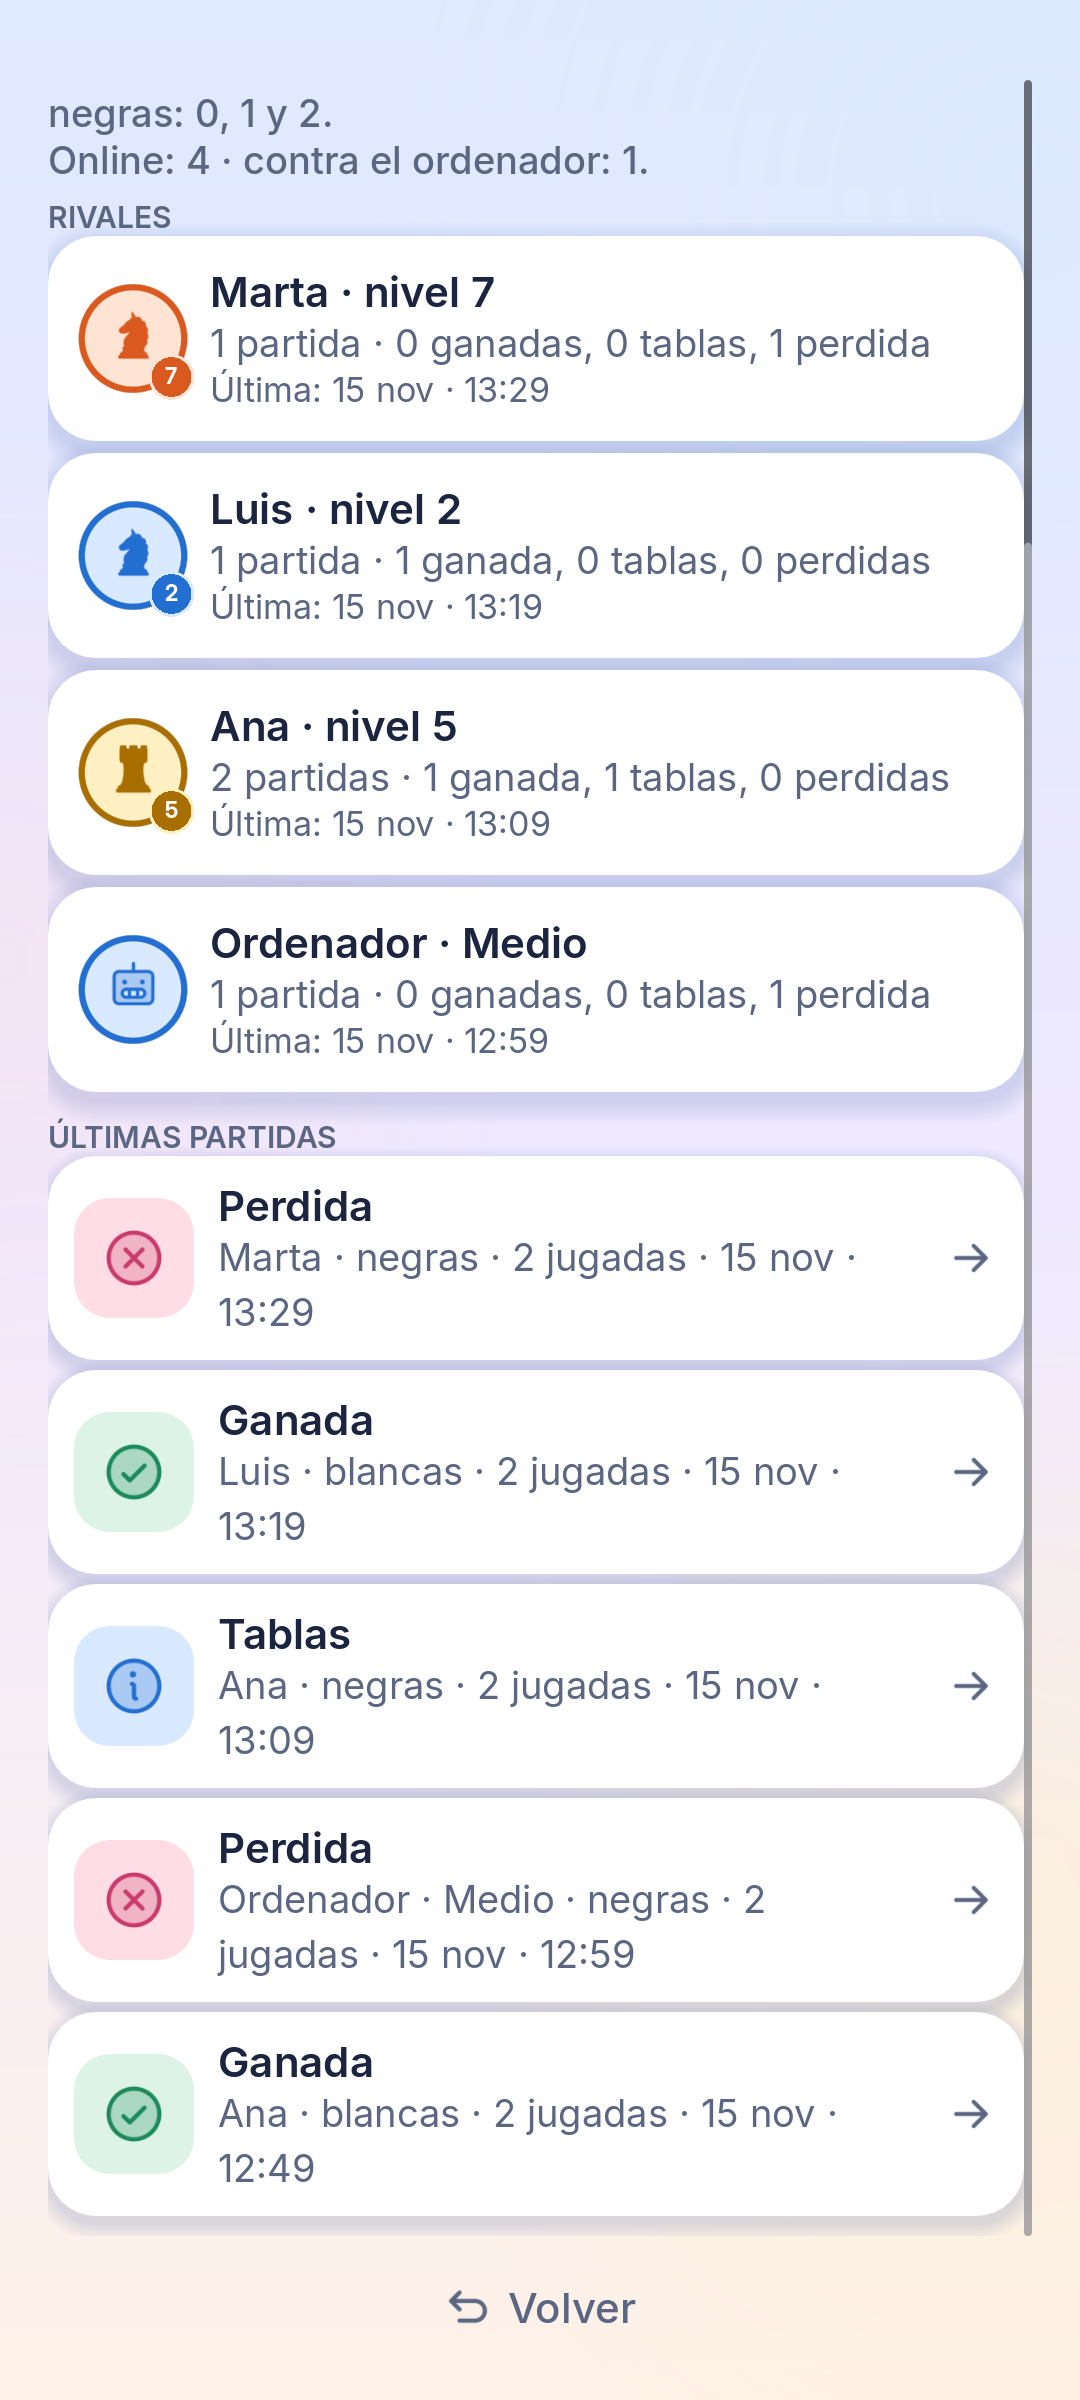 negras: 0, 1 y 2.
Online: 4 · contra el ordenador: 1.
RIVALES
Marta · nivel 7
1 partida · 0 ganadas, 0 tablas, 1 perdida
7
Última: 15 nov · 13:29
Luis · nivel 2
1 partida · 1 ganada, 0 tablas, 0 perdidas
2
Última: 15 nov · 13:19
Ana · nivel 5
2 partidas · 1 ganada, 1 tablas, 0 perdidas
5
Última: 15 nov · 13:09
Ordenador · Medio
1 partida · 0 ganadas, 0 tablas, 1 perdida
Última: 15 nov · 12:59
ÚLTIMAS PARTIDAS
Perdida
Marta · negras · 2 jugadas · 15 nov ·
13:29
Ganada
Luis · blancas · 2 jugadas · 15 nov ·
13:19
Tablas
Ana · negras · 2 jugadas · 15 nov ·
13:09
Perdida
Ordenador · Medio · negras · 2
jugadas · 15 nov · 12:59
Ganada
Ana · blancas · 2 jugadas · 15 nov ·
12:49
Volver